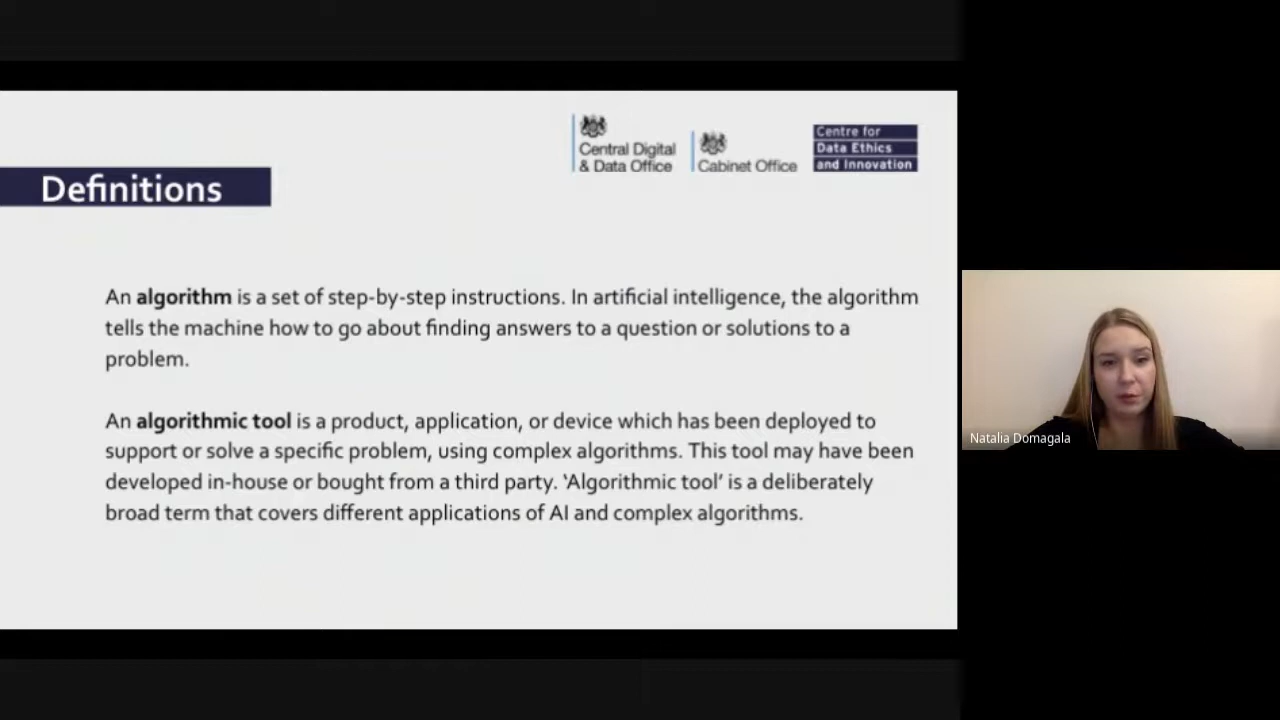 Central Digital
& Data Office
Cabinet Office
Centre for
Data Ethics
and Innovation
Definitions
An algorithm is a set of step-by-step instructions. In artificial intelligence, the algorithm
tells the machine how to go about finding answers to a question or solutions to a
problem.
An algorithmic tool is a product, application, or device which has been deployed to
support or solve a specific problem, using complex algorithms. This tool may have been
developed in-house or bought from a third party. ‘Algorithmic tool’ is a deliberately
broad term that covers different applications of AI and complex algorithms.
Natalia Domagala